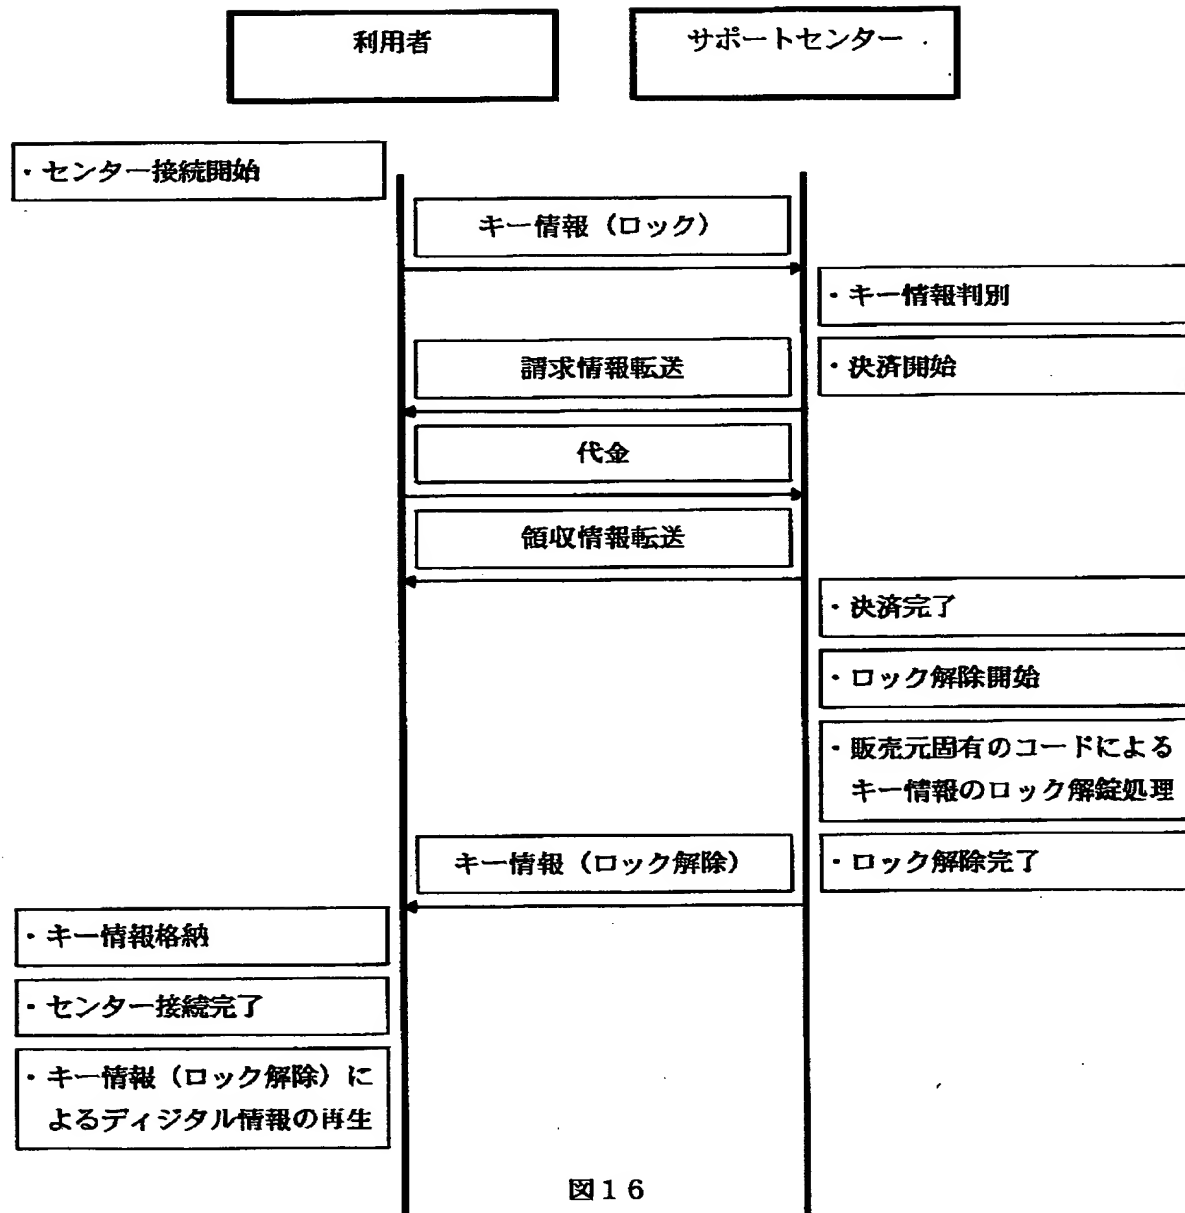 利用者
サポートセンター
・センター接続開始
キー情報（ロック）
・キー情報判別
請求情報転送
・決済開始
代金
領収情報転送
・決済完了
・ロック解除開始
・販売元固有のコードによる
キー情報のロック解錠処理
キー情報（ロック解除）
・ロック解除完了
・キー情報格納
・センター接続完了
・キー情報（ロック解除）に
よるディジタル情報の再生
図１６